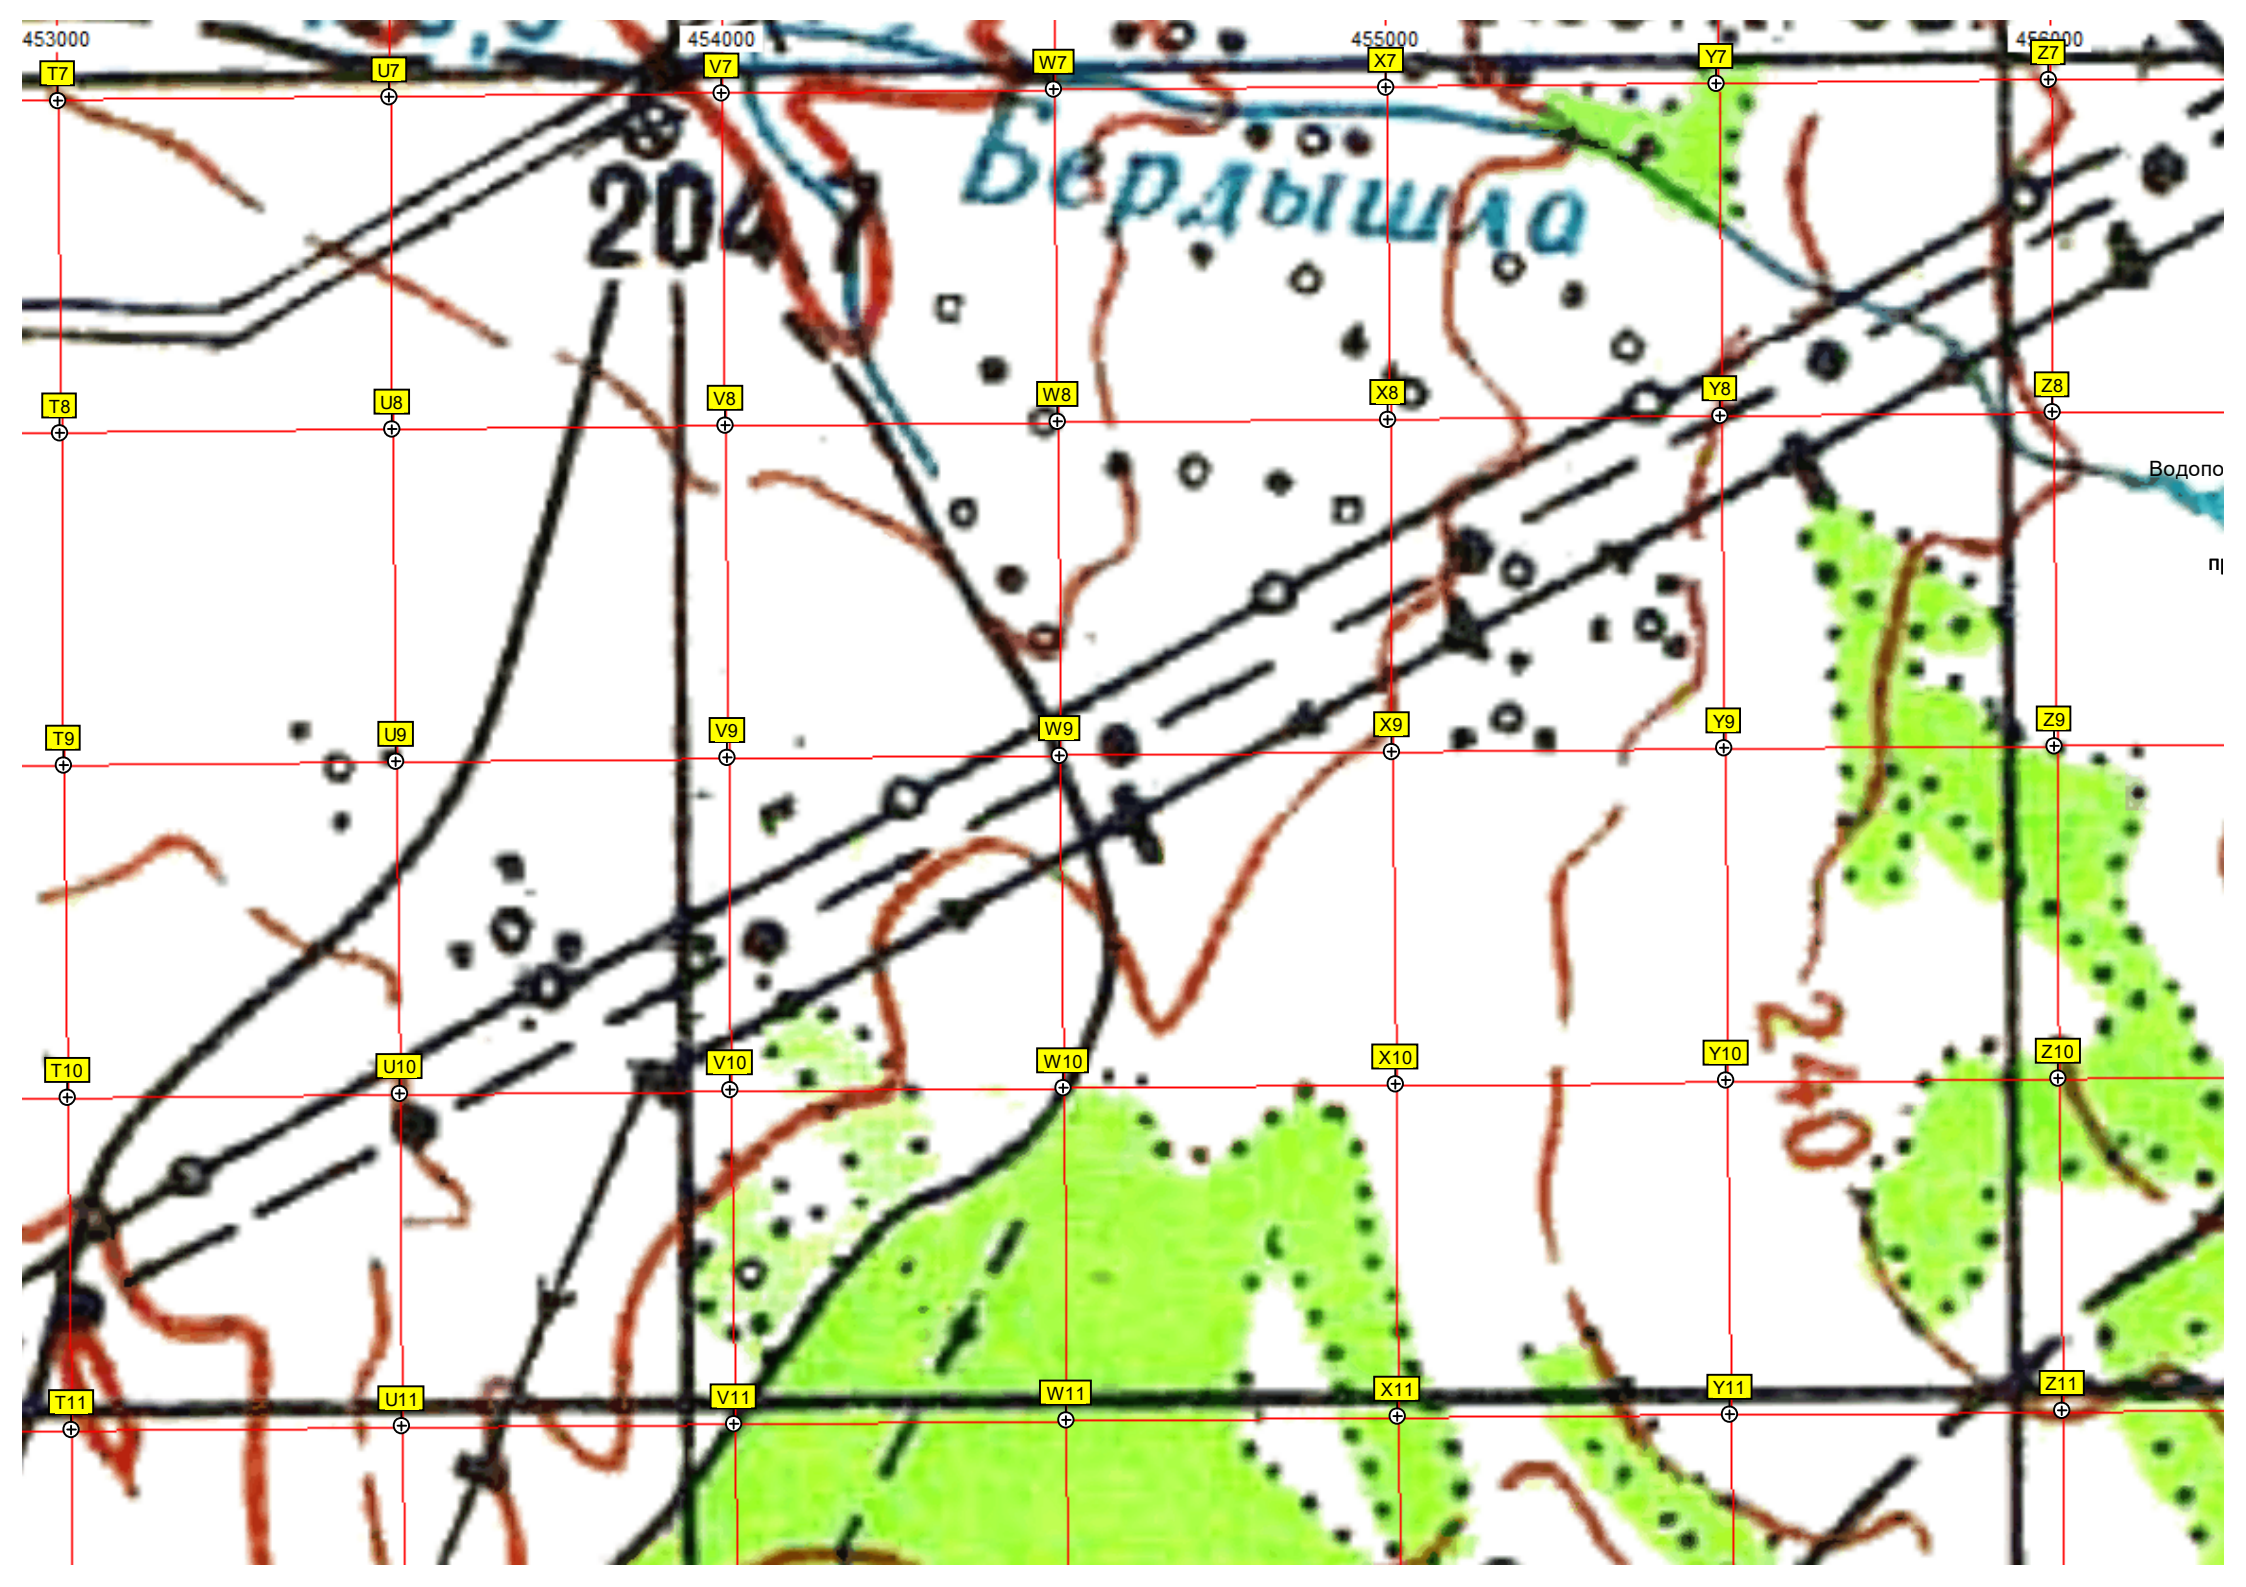 453000 454000 455000 456000
T7 U7 V7 W7 X7 Y7 Z7
Бердышла
204
T8 U8 V8 W8 X8 Y8 Z8
Водопо
T9 U9 V9 W9 X9 Y9 Z9
240
T10 U10 V10 W10 X10 Y10 Z10
T11 U11 V11 W11 X11 Y11 Z11